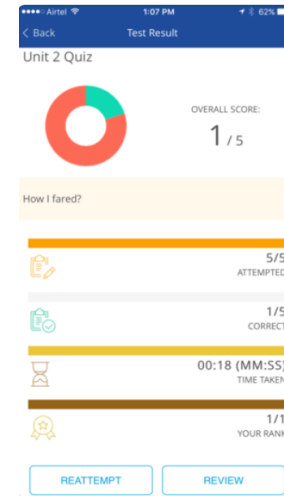 Airtel 1:07 PM 62%
Back Test Result
Unit 2 Quiz
OVERALL SCORE:
1 / 5
How I fared?
5/5
ATTEMPTED
1/5
CORRECT
00:18 (MM:SS)
TIME TAKEN
1/1
YOUR RANK
REATTEMPT REVIEW